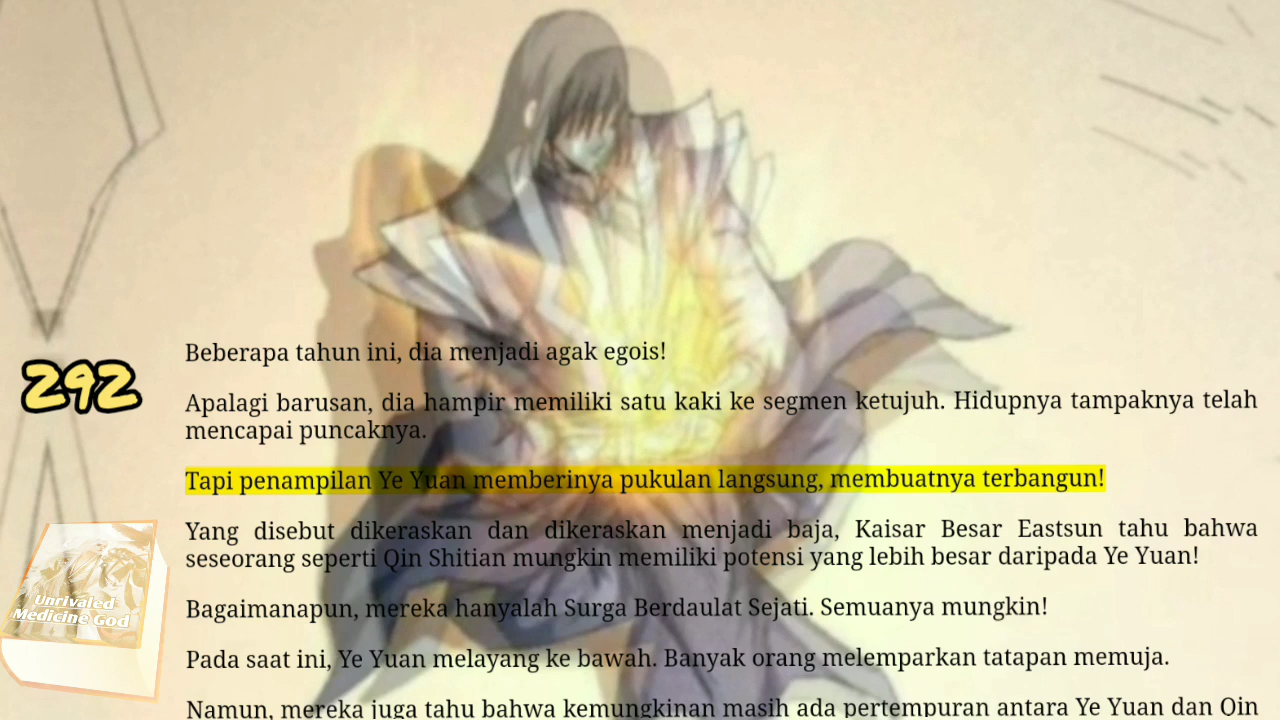 Beberapa tahun ini, dia menjadi agak egois!
292
Apalagi barusan, dia hampir memiliki satu kaki ke segmen ketujuh. Hidupnya tampaknya telah
mencapai puncaknya.
Tapi penampilan Ye Yuan memberinya pukulan langsung, membuatnya terbangun!
Yang disebut dikeraskan dan dikeraskan menjadi baja, Kaisar Besar Eastsun tahu bahwa
seseorang seperti Qin Shitian mungkin memiliki potensi yang lebih besar daripada Ye Yuan!
Bagaimanapun, mereka hanyalah Surga Berdaulat Sejati. Semuanya mungkin!
Unrivaled
Medicine God
Pada saat ini, Ye Yuan melayang ke bawah. Banyak orang melemparkan tatapan memuja.
Namun, mereka juga tahu bahwa kemungkinan masih ada pertempuran antara Ye Yuan dan Qin